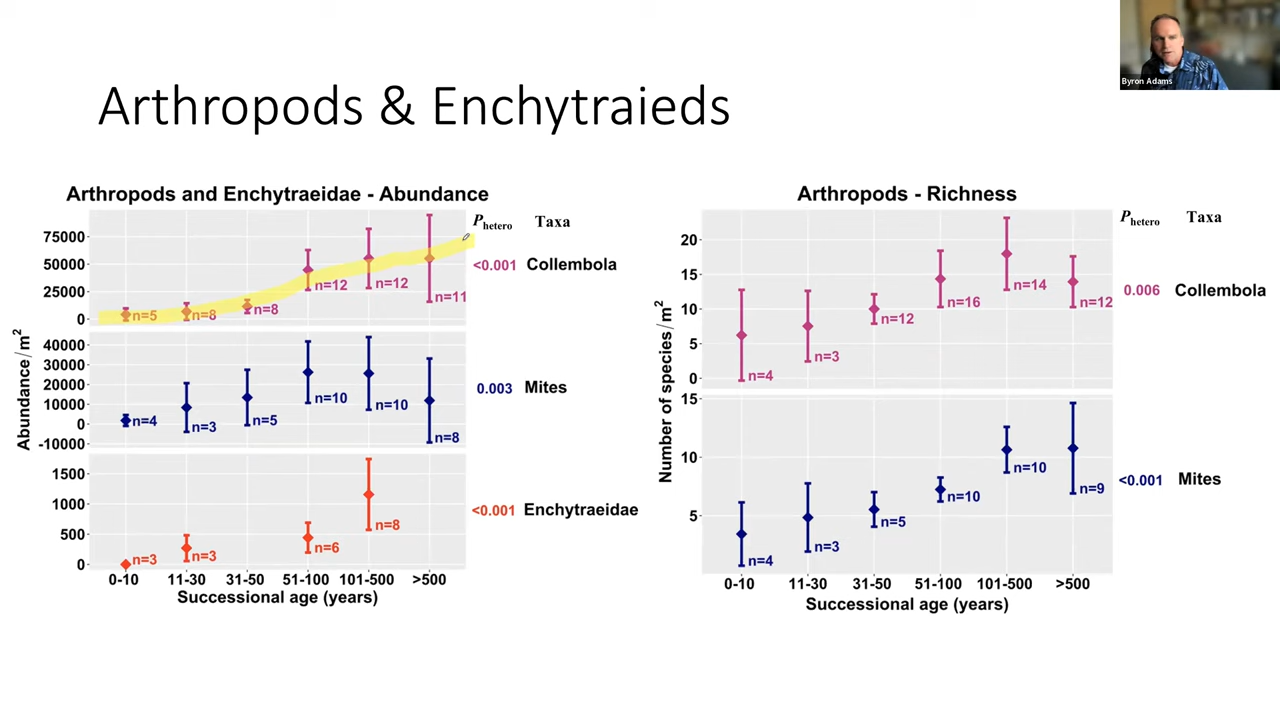 Byron Adams
Arthropods & Enchytraieds
Arthropods and Enchytraeidae - Abundance
P hetero Taxa
75000
50000
25000
0
n=5
n=8
n=8
n=12
n=12
n=11
<0.001 Collembola
Abundance/m2
40000
30000
20000
10000
0
-10000
n=4
n=3
n=5
n=10
n=10
n=8
0.003 Mites
1500
1000
500
0
n=3
n=3
n=6
n=8
<0.001 Enchytraeidae
0-10 11-30 31-50 51-100 101-500 >500
Successional age (years)
Arthropods - Richness
P hetero Taxa
20
15
10
5
0
n=4
n=3
n=12
n=16
n=14
n=12
0.006 Collembola
Number of species/m2
15
10
5
n=4
n=3
n=5
n=10
n=10
n=9
<0.001 Mites
0-10 11-30 31-50 51-100 101-500 >500
Successional age (years)